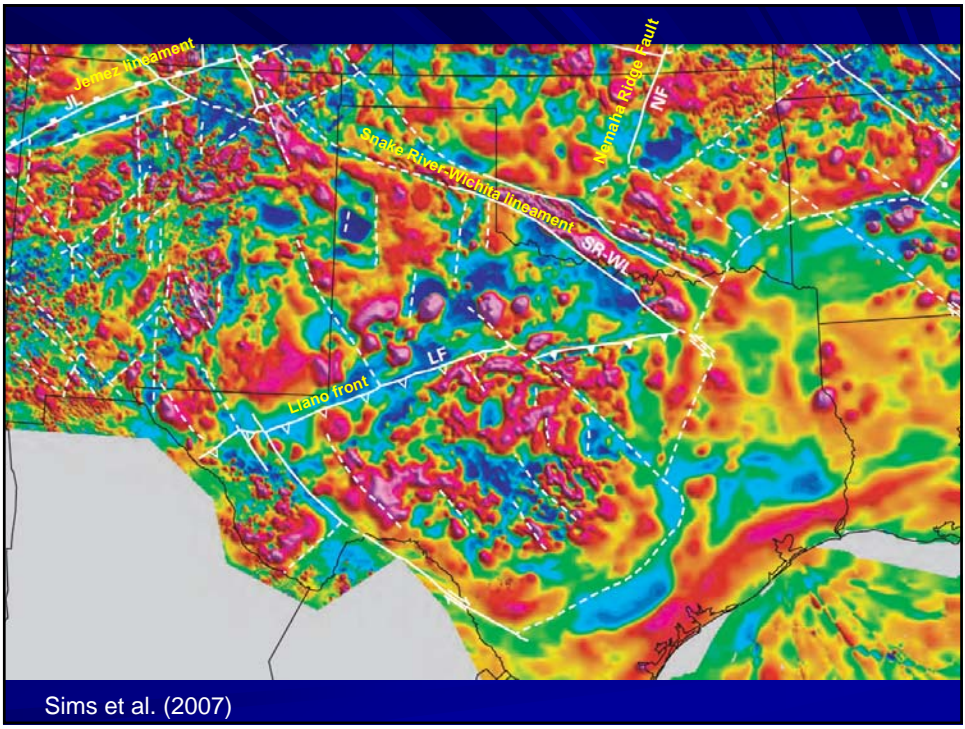 Jemez lineament
JL
Nemaha Ridge Fault
NF
Snake River-Wichita lineament
SR-WL
LF
Llano front
Sims et al. (2007)